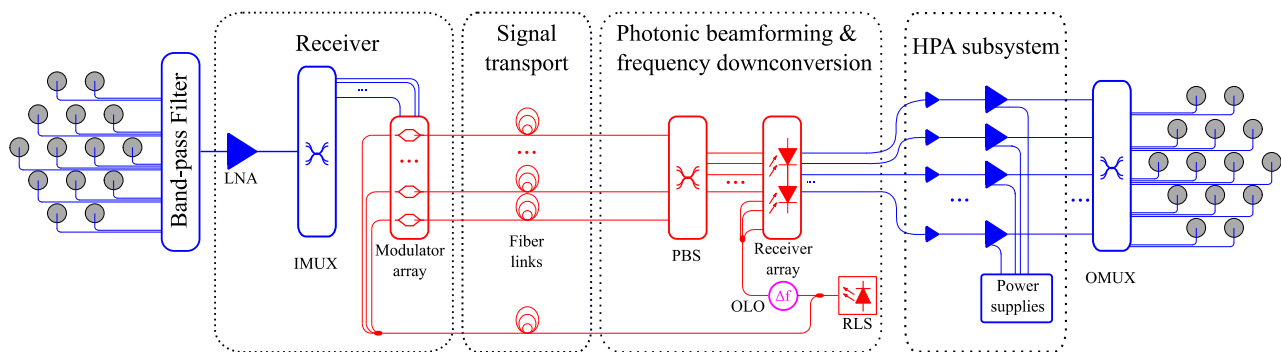 Receiver
Signal
transport
Photonic beamforming &
frequency downconversion
HPA subsystem
Band-pass Filter
LNA
IMUX
...
Modulator
array
...
...
Fiber
links
PBS
...
Receiver
array
...
OLO
Δf
RLS
...
Power
supplies
...
OMUX